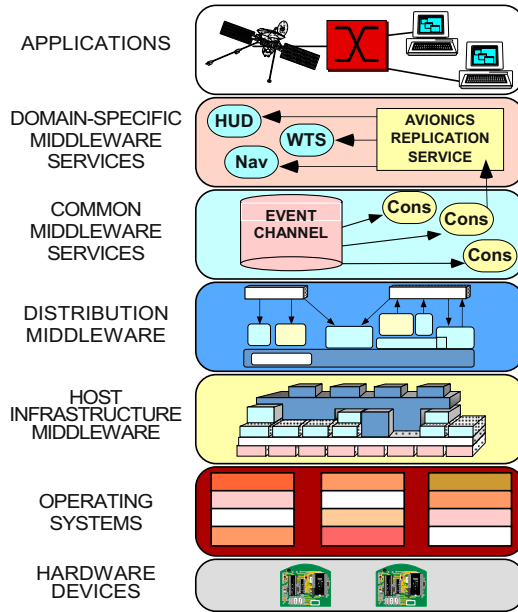 APPLICATIONS
DOMAIN-SPECIFIC
MIDDLEWARE
SERVICES
HUD
WTS
Nav
AVIONICS
REPLICATION
SERVICE
COMMON
MIDDLEWARE
SERVICES
EVENT
CHANNEL
Cons
Cons
Cons
DISTRIBUTION
MIDDLEWARE
HOST
INFRASTRUCTURE
MIDDLEWARE
OPERATING
SYSTEMS
HARDWARE
DEVICES